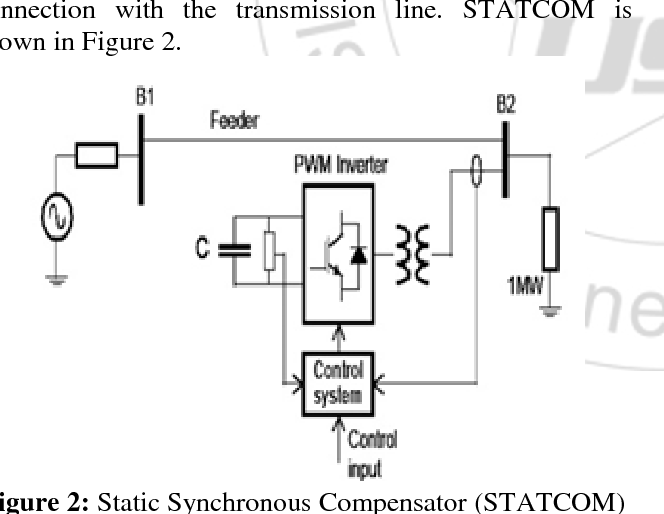 nnection with the transmission line. STATCOM is
own in Figure 2.
B1
B2
Feeder
PWM Inverter
C
1MW
Control
system
Control
input
igure 2: Static Synchronous Compensator (STATCOM)